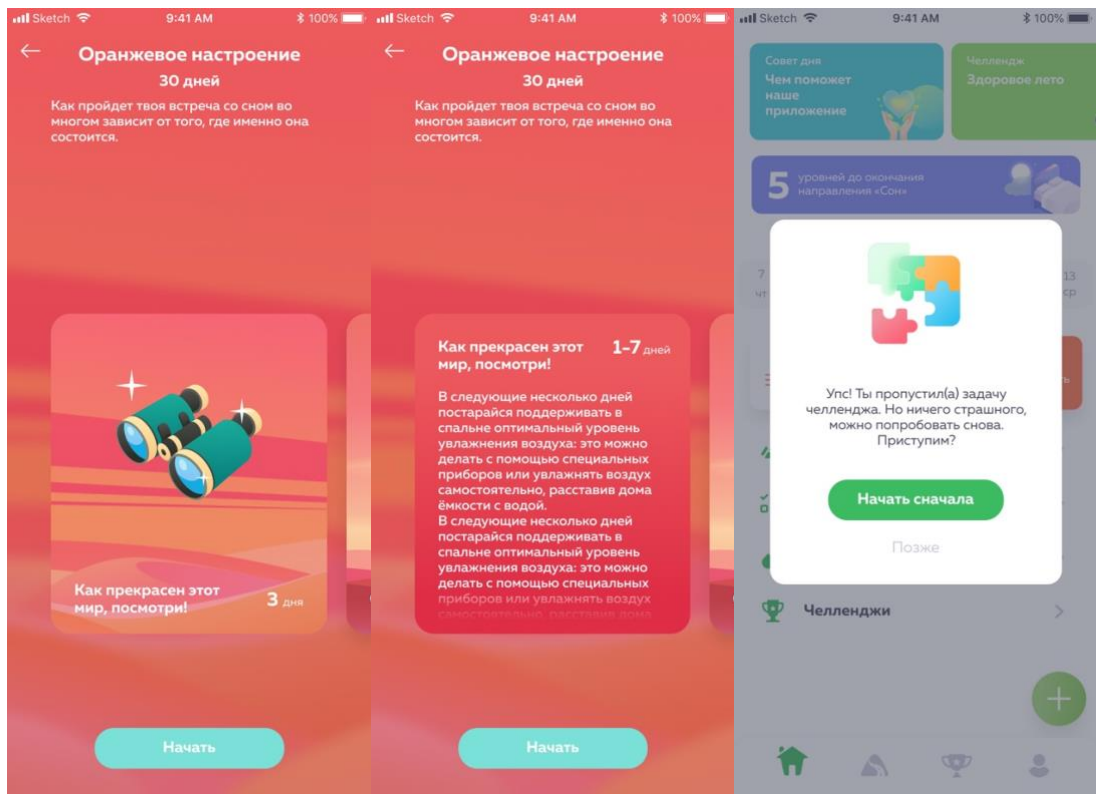 Sketch 9:41 AM 100%
Оранжевое настроение
30 дней
Как пройдет твоя встреча со сном во
многом зависит от того, где именно она
состоится.
Как прекрасен этот
мир, посмотри!
3 дня
Начать
Sketch 9:41 AM 100%
Оранжевое настроение
30 дней
Как пройдет твоя встреча со сном во
многом зависит от того, где именно она
состоится.
Как прекрасен этот
мир, посмотри!
1-7 дней
В следующие несколько дней
постарайся поддерживать в
спальне оптимальный уровень
увлажнения воздуха: это можно
делать с помощью специальных
приборов или увлажнять воздух
самостоятельно, расставив дома
ёмкости с водой.
В следующие несколько дней
постарайся поддерживать в
спальне оптимальный уровень
увлажнения воздуха: это можно
делать с помощью специальных
приборов или увлажнять воздух
самостоятельно, расставив дома
Начать
Sketch 9:41 AM 100%
Совет дня
Чем поможет
наше
приложение
Челлендж
Здоровое лето
5 уровней до окончания
направления «Сон»
7
чт
13
ср
Упс! Ты пропустил(а) задачу
челленджа. Но ничего страшного,
можно попробовать снова.
Приступим?
Начать сначала
Позже
Челленджи